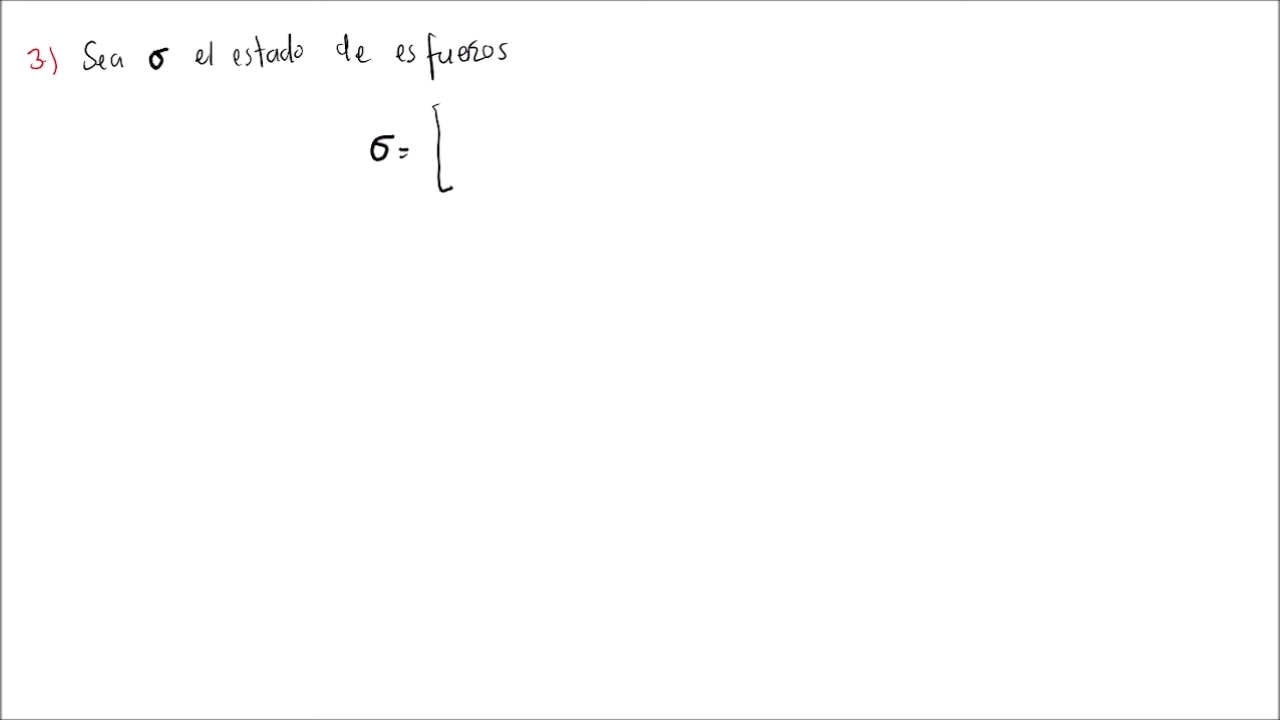 3) Sea σ el estado de esfuerzos
σ = [